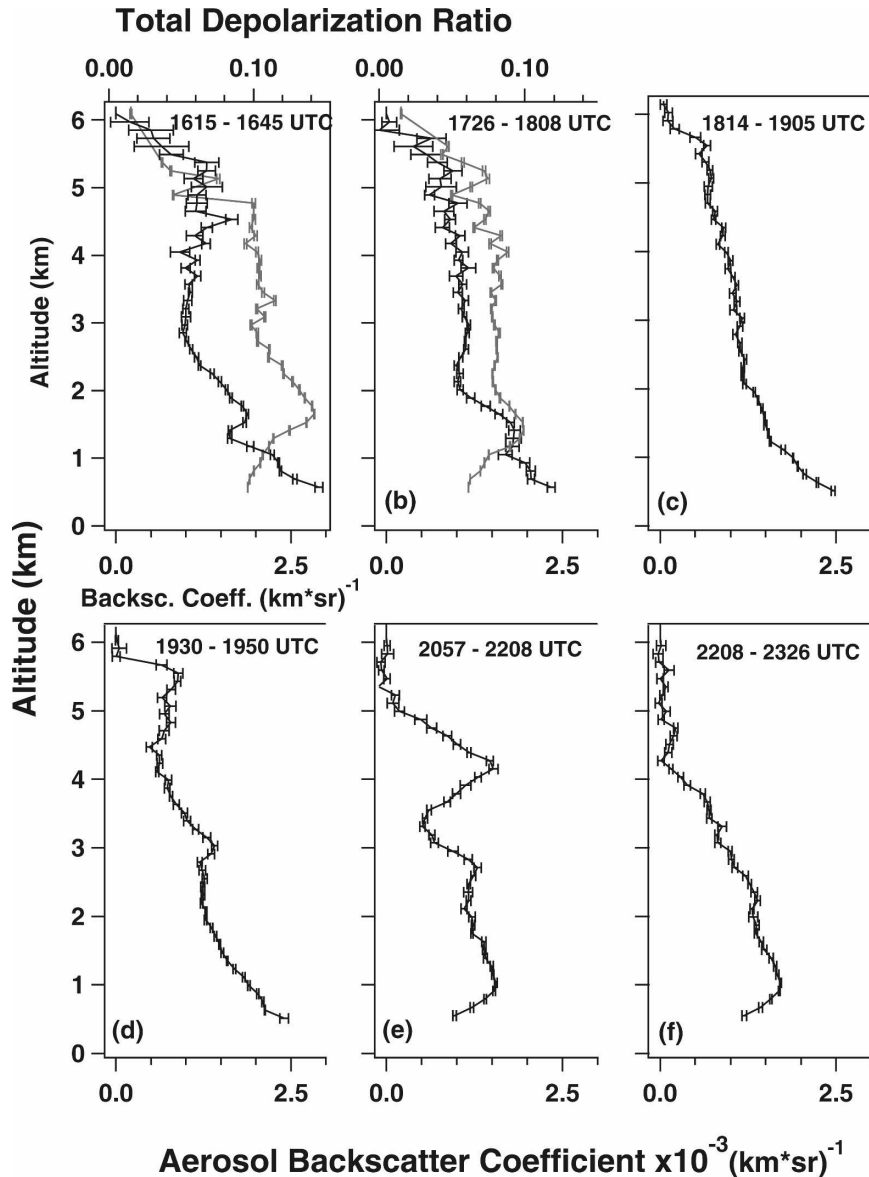 Total Depolarization Ratio
0.00 0.10 0.00 0.10
1615 - 1645 UTC 1726 - 1808 UTC 1814 - 1905 UTC
6
5
4
3
2
1
0
Altitude (km)
(b) (c)
0.0 2.5 0.0 2.5 0.0 2.5
Backsc. Coeff. (km*sr)-1
Altitude (km)
1930 - 1950 UTC 2057 - 2208 UTC 2208 - 2326 UTC
6
5
4
3
2
1
0
(d) (e) (f)
0.0 2.5 0.0 2.5 0.0 2.5
Aerosol Backscatter Coefficient x10-3(km*sr)-1